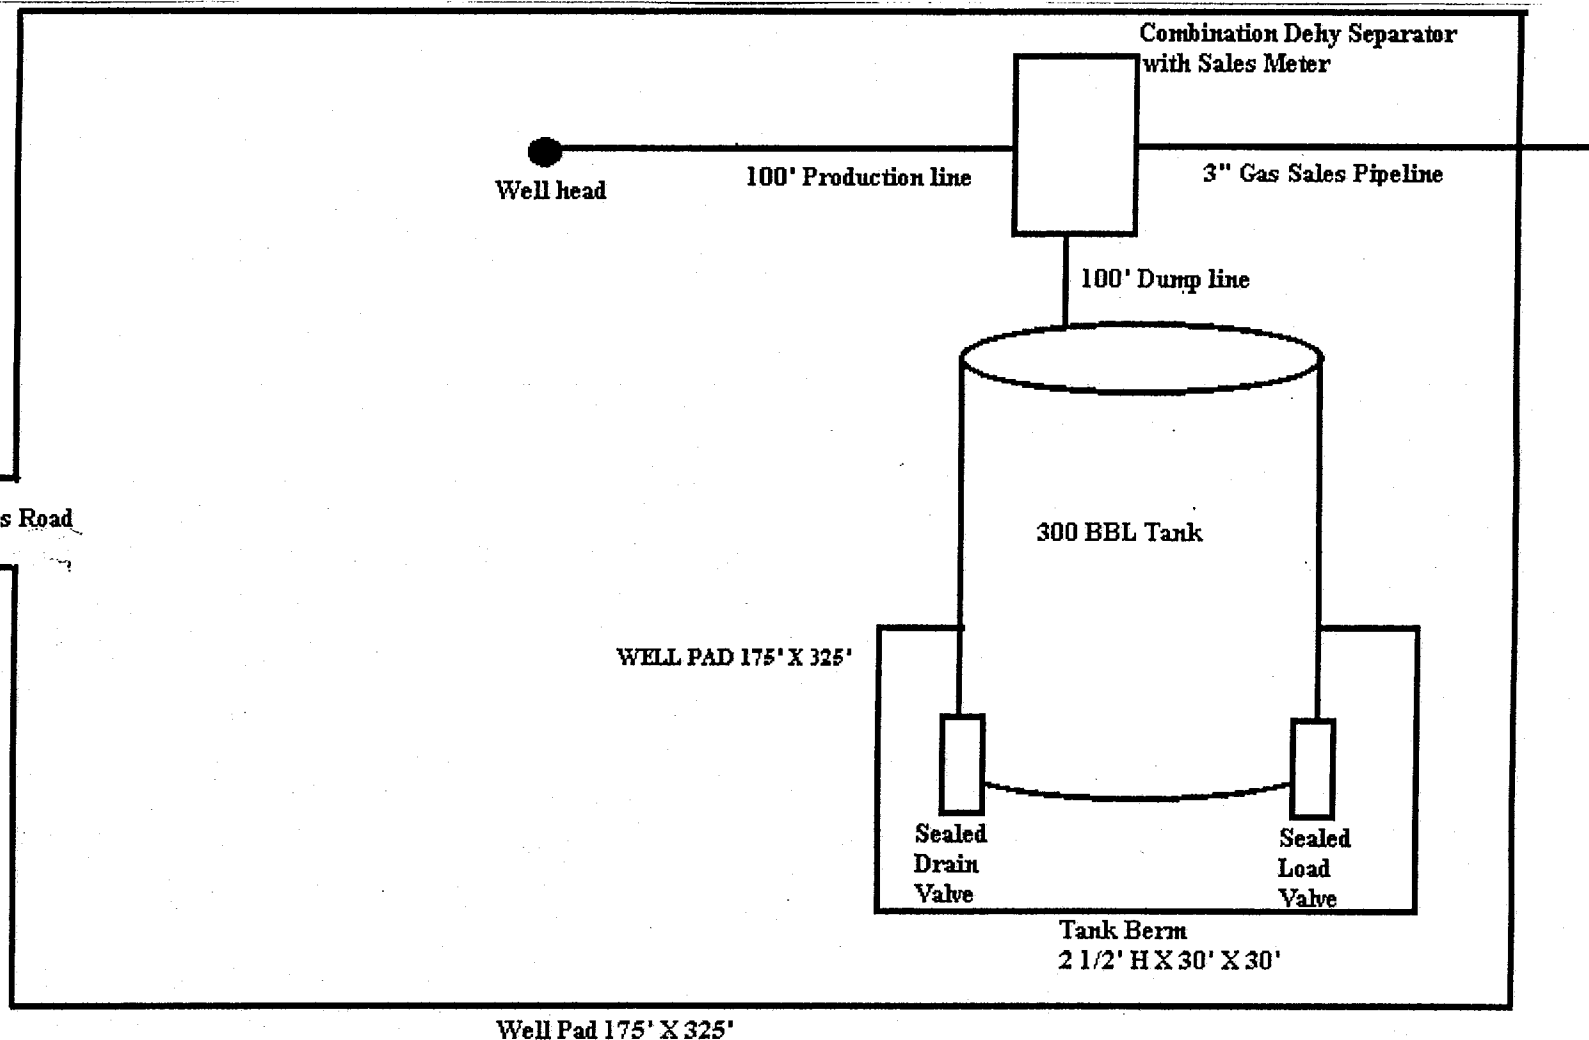 Combination Dehy Separator
with Sales Meter
Well head
100' Production line
3" Gas Sales Pipeline
100' Dump line
s Road
300 BBL Tank
WELL PAD 175' X 325'
Sealed
Drain
Valve
Sealed
Load
Valve
Tank Berm
2 1/2' H X 30' X 30'
Well Pad 175' X 325'